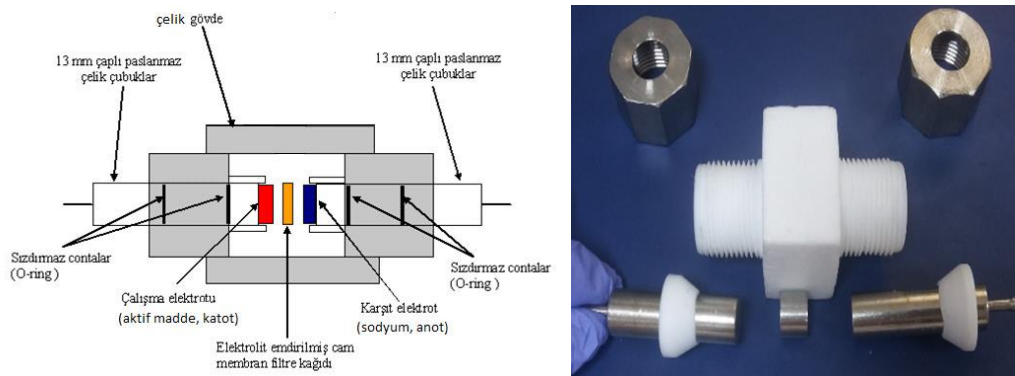 çelik gövde
13 mm çaplı paslanmaz
çelik çubuklar
13 mm çaplı paslanmaz
çelik çubuklar
Sızdırmaz contalar
(O-ring )
Sızdırmaz contalar
(O-ring )
Çalışma elektrotu
(aktif madde, katot)
Karşıt elektrot
(sodyum, anot)
Elektrolit emdirilmiş cam
membran filtre kağıdı